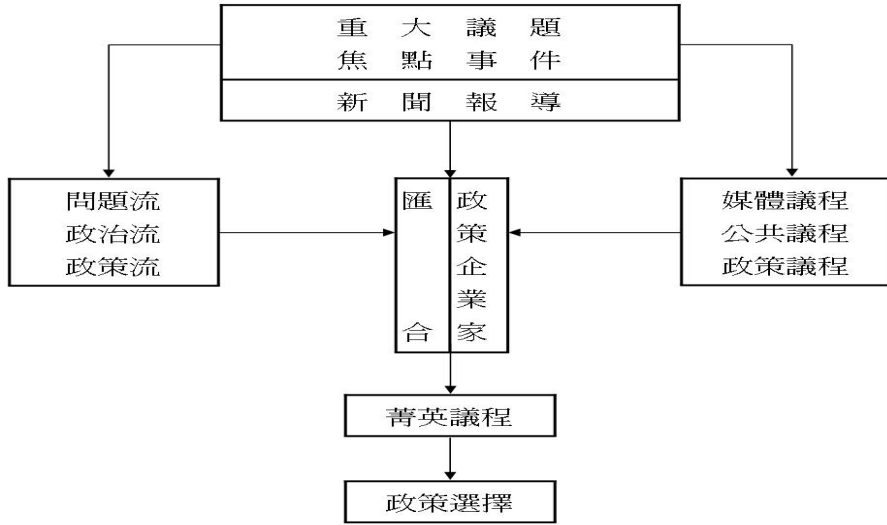 重大議題
焦點事件
新聞報導
問題流
政治流
政策流
匯合
政策企業家
媒體議程
公共議程
政策議程
菁英議程
政策選擇